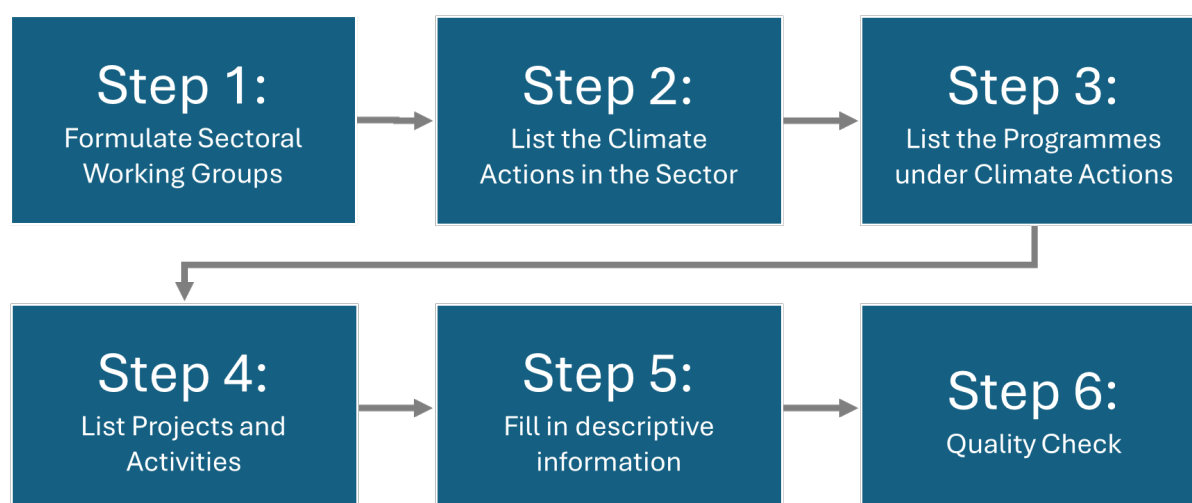 Step 1:
Formulate Sectoral
Working Groups
Step 2:
List the Climate
Actions in the Sector
Step 3:
List the Programmes
under Climate Actions
Step 4:
List Projects and
Activities
Step 5:
Fill in descriptive
information
Step 6:
Quality Check